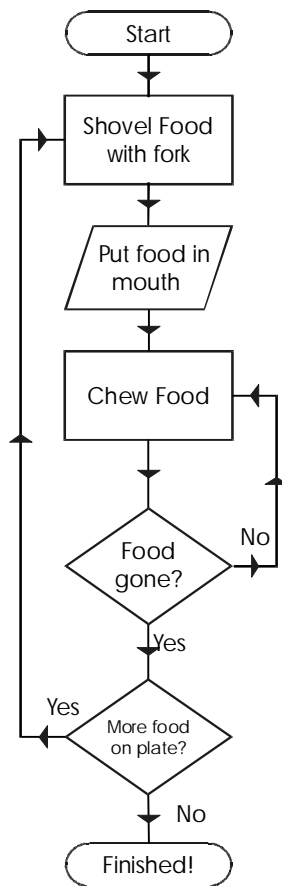 Start
Shovel Food
with fork
Put food in
mouth
Chew Food
Food
gone?
No
Yes
Yes
More food
on plate?
No
Finished!